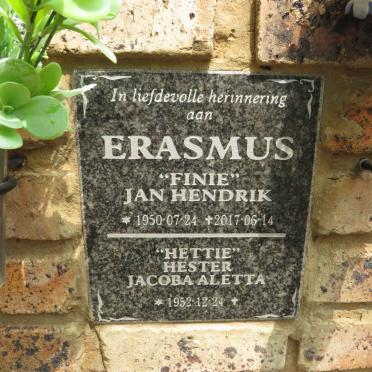 In liefdevolle herinnering
aan
ERASMUS
"FINIE"
JAN HENDRIK
* 1950-07-24 ✝ 2017-06-14
"HETTIE"
HESTER
JACOBA ALETTA
* 1952-12-24 ✝